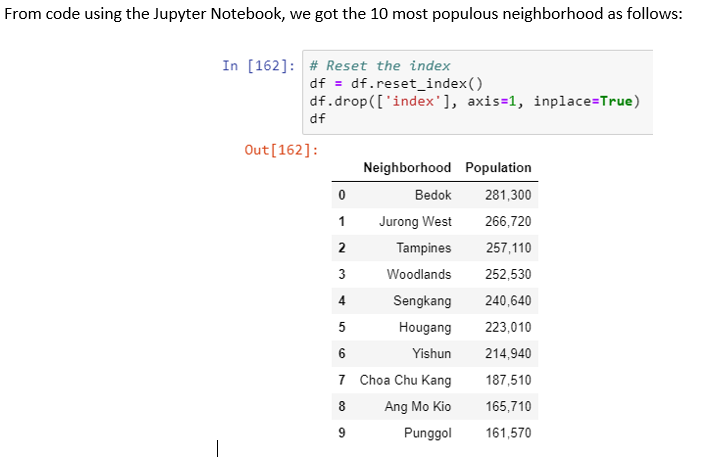 From code using the Jupyter Notebook, we got the 10 most populous neighborhood as follows:
In [162]: # Reset the index
df = df.reset_index()
df.drop(['index'], axis=1, inplace=True)
df
Out[162]:
Neighborhood Population
0 Bedok 281,300
1 Jurong West 266,720
2 Tampines 257,110
3 Woodlands 252,530
4 Sengkang 240,640
5 Hougang 223,010
6 Yishun 214,940
7 Choa Chu Kang 187,510
8 Ang Mo Kio 165,710
9 Punggol 161,570